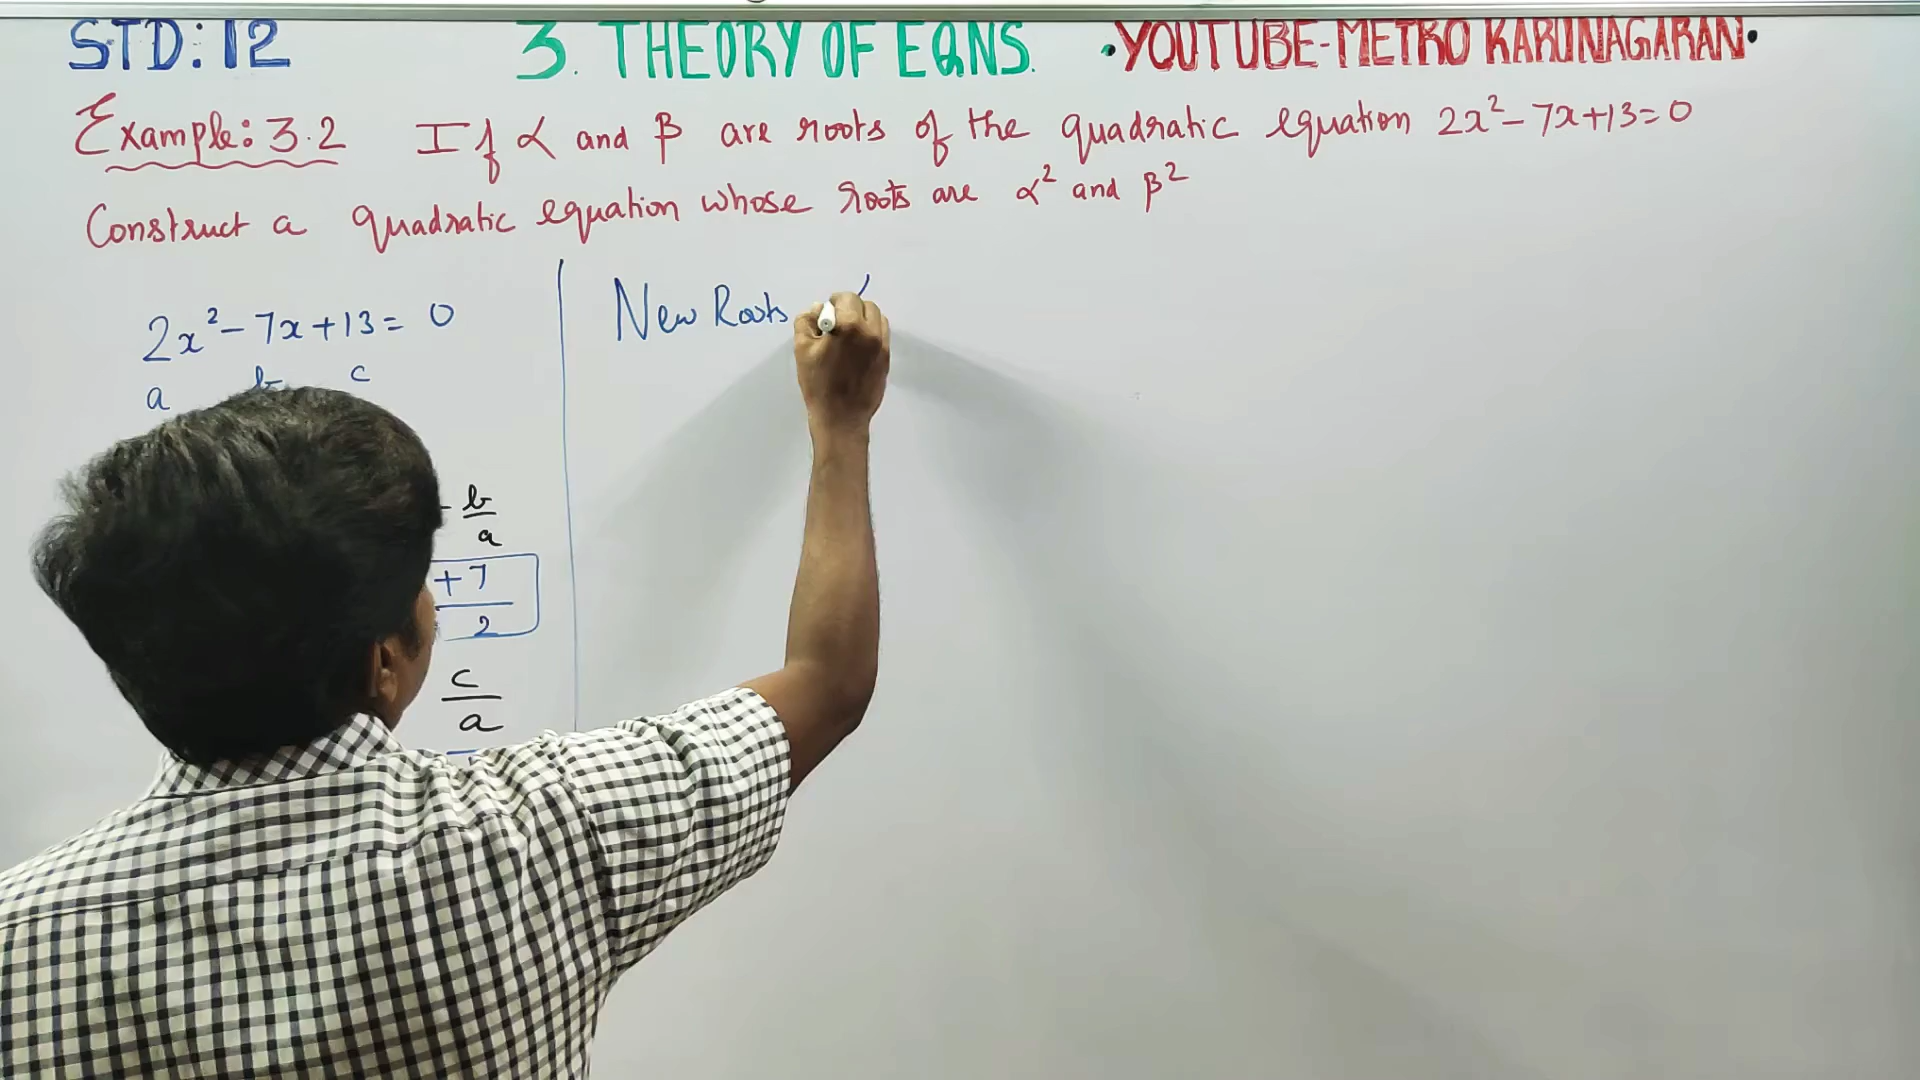 STD: 12 3. THEORY OF EQNS. • YOUTUBE-METRO KARUNAGARAN •
Example: 3.2 If α and β are roots of the quadratic equation 2x² - 7x + 13 = 0
Construct a quadratic equation whose roots are α² and β²
2x² - 7x + 13 = 0
a b c
- b/a
+7/2
c/a
New Roots